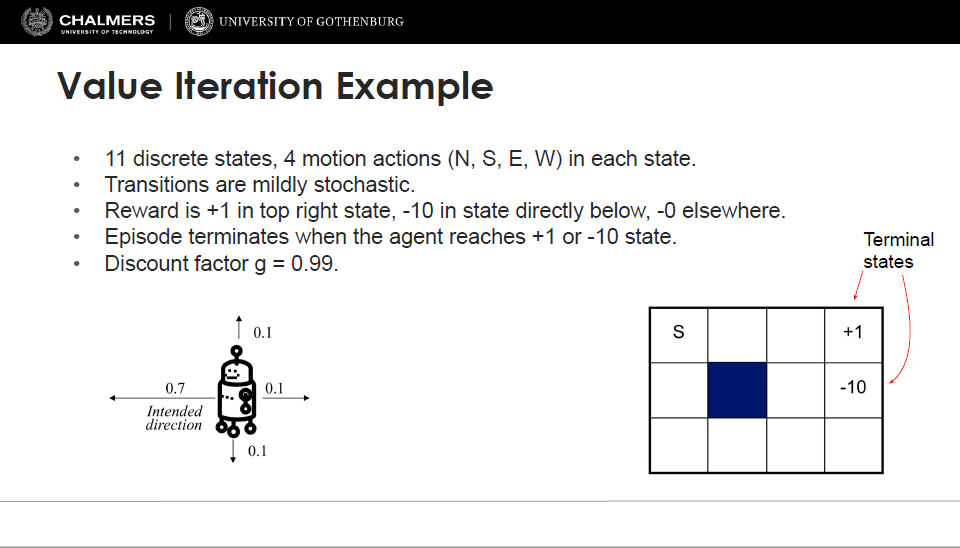 CHALMERS
UNIVERSITY OF TECHNOLOGY
UNIVERSITY OF GOTHENBURG
Value Iteration Example
• 11 discrete states, 4 motion actions (N, S, E, W) in each state.
• Transitions are mildly stochastic.
• Reward is +1 in top right state, -10 in state directly below, -0 elsewhere.
• Episode terminates when the agent reaches +1 or -10 state.
• Discount factor g = 0.99.
Terminal
states
0.1
0.7
0.1
Intended
direction
0.1
S
+1
-10